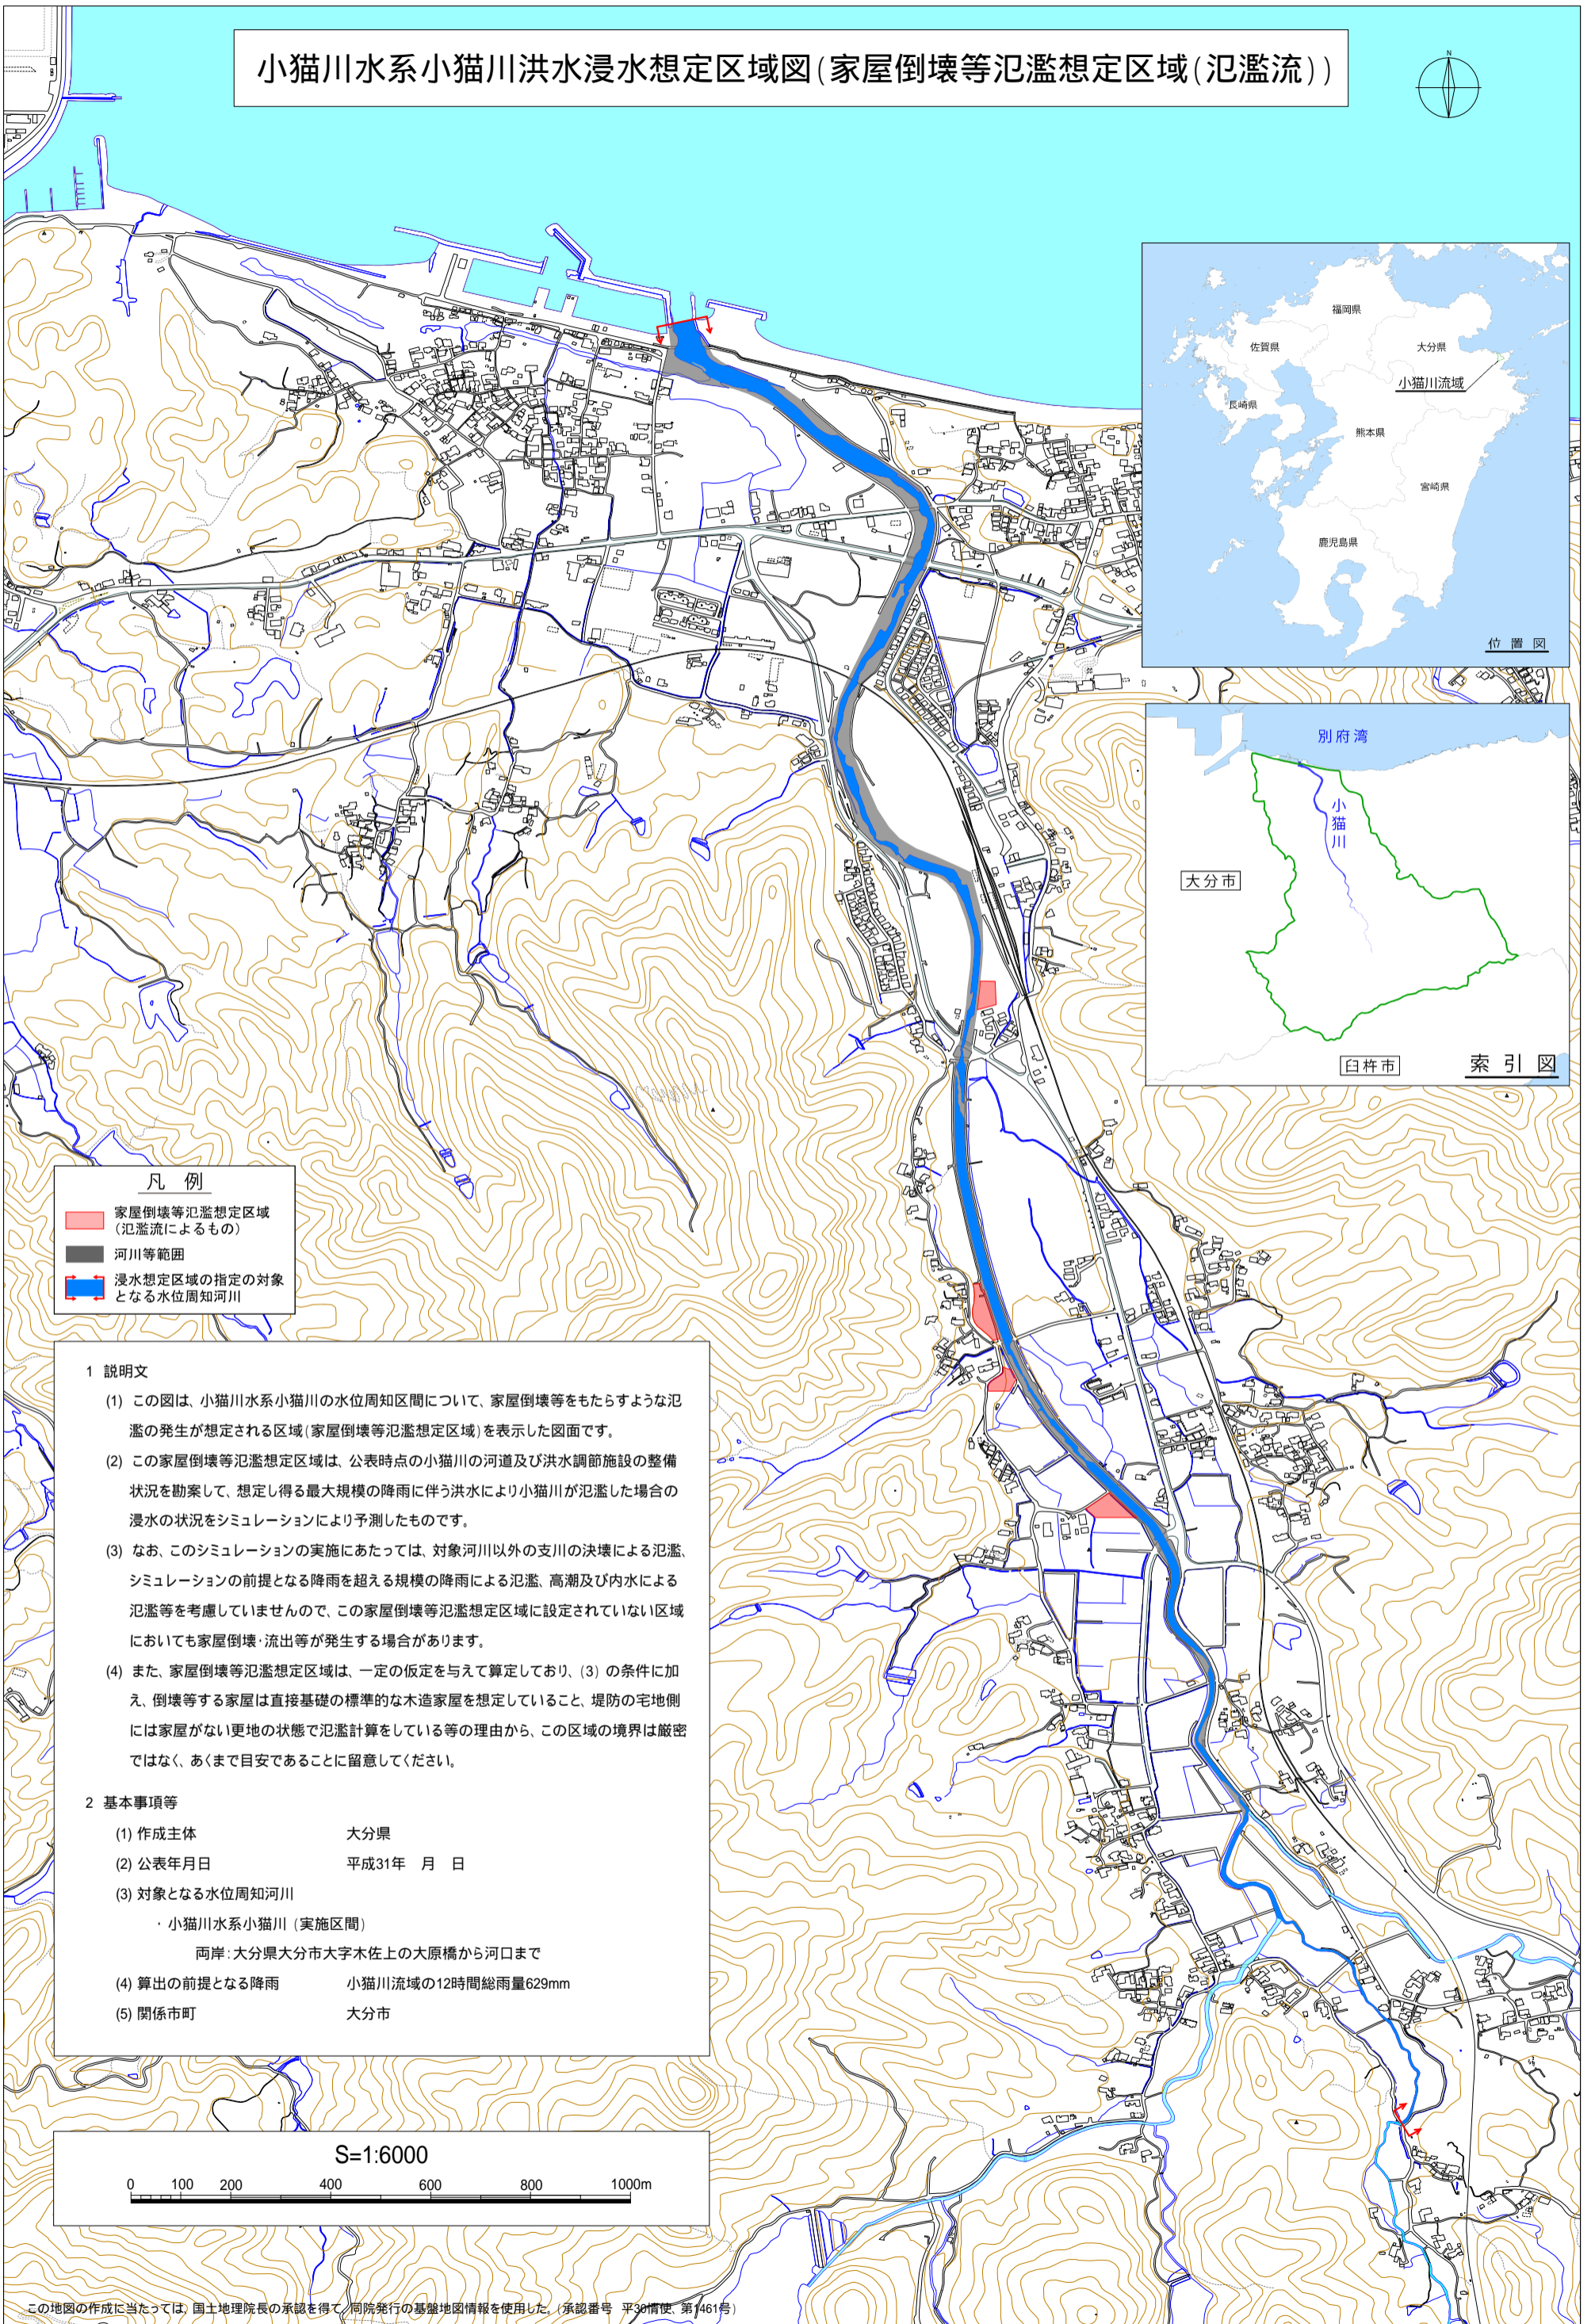 小猫川水系小猫川洪水浸水想定区域図(家屋倒壊等氾濫想定区域(氾濫流))
N
福岡県
佐賀県
大分県
小猫川流域
長崎県
熊本県
宮崎県
鹿児島県
位置図
別府湾
小猫川
大分市
臼杵市
索引図
凡 例
家屋倒壊等氾濫想定区域
(氾濫流によるもの)
河川等範囲
浸水想定区域の指定の対象
となる水位周知河川
1 説明文
(1) この図は、小猫川水系小猫川の水位周知区間について、家屋倒壊等をもたらすような氾
濫の発生が想定される区域(家屋倒壊等氾濫想定区域)を表示した図面です。
(2) この家屋倒壊等氾濫想定区域は、公表時点の小猫川の河道及び洪水調節施設の整備
状況を勘案して、想定し得る最大規模の降雨に伴う洪水により小猫川が氾濫した場合の
浸水の状況をシミュレーションにより予測したものです。
(3) なお、このシミュレーションの実施にあたっては、対象河川以外の支川の決壊による氾濫、
シミュレーションの前提となる降雨を超える規模の降雨による氾濫、高潮及び内水による
氾濫等を考慮していませんので、この家屋倒壊等氾濫想定区域に設定されていない区域
においても家屋倒壊・流出等が発生する場合があります。
(4) また、家屋倒壊等氾濫想定区域は、一定の仮定を与えて算定しており、(3) の条件に加
え、倒壊等する家屋は直接基礎の標準的な木造家屋を想定していること、堤防の宅地側
には家屋がない更地の状態で氾濫計算をしている等の理由から、この区域の境界は厳密
ではなく、あくまで目安であることに留意してください。
2 基本事項等
(1) 作成主体 大分県
(2) 公表年月日 平成31年 月 日
(3) 対象となる水位周知河川
・小猫川水系小猫川 (実施区間)
両岸:大分県大分市大字木佐上の大原橋から河口まで
(4) 算出の前提となる降雨 小猫川流域の12時間総雨量629mm
(5) 関係市町 大分市
S=1:6000
0 100 200 400 600 800 1000m
この地図の作成に当たっては、国土地理院長の承認を得て、同院発行の基盤地図情報を使用した。(承認番号 平30情使、第1461号)